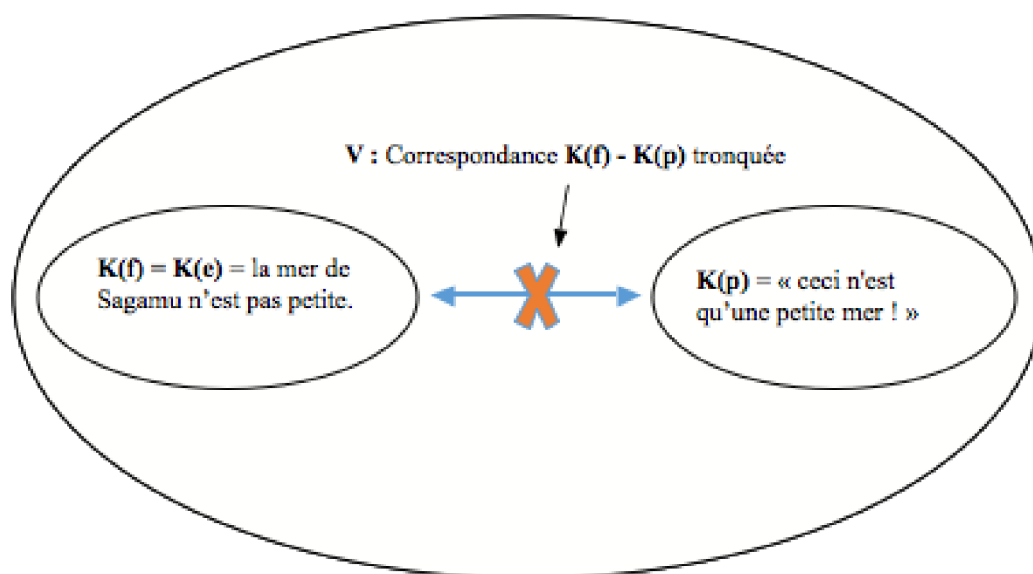 V : Correspondance K(f) - K(p) tronquée
K(f) = K(e) = la mer de
Sagamu n’est pas petite.
K(p) = « ceci n'est
qu’une petite mer ! »